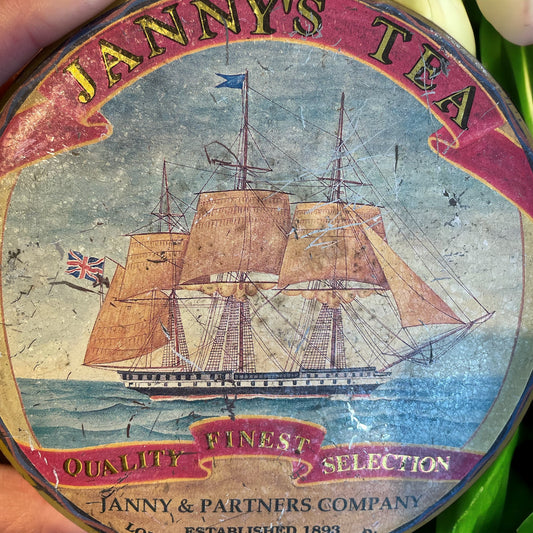 JANNY'S TEA
QUALITY FINEST SELECTION
JANNY & PARTNERS COMPANY
ESTABLISHED 1893